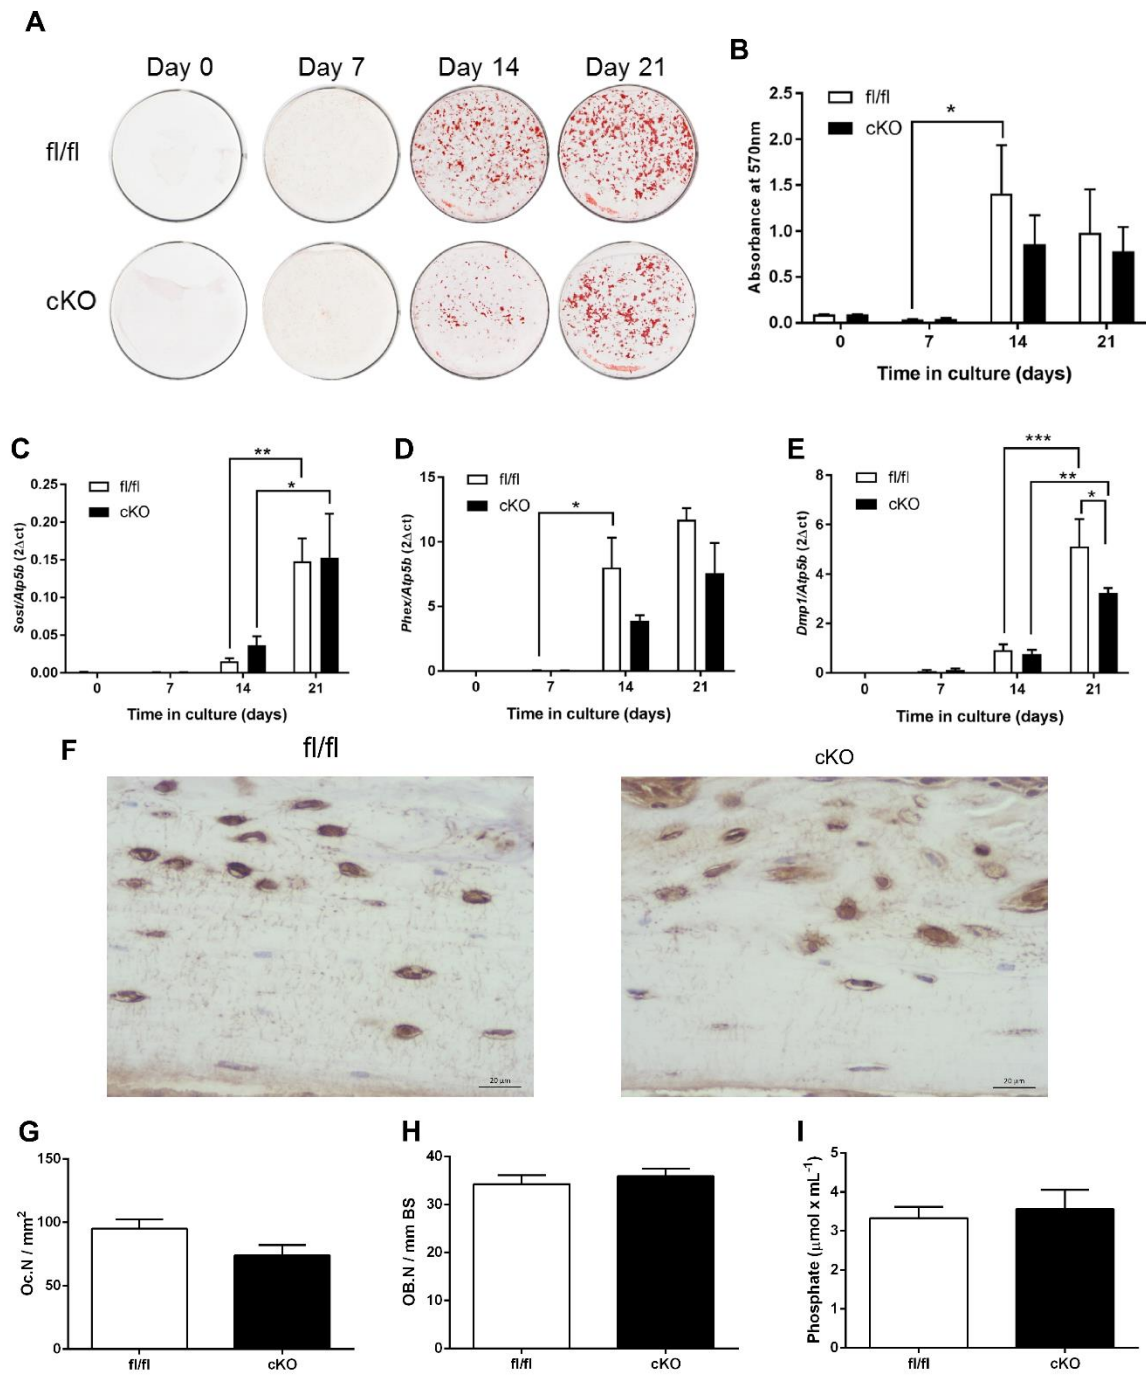 A
Day 0 Day 7 Day 14 Day 21
fl/fl
cKO
B
2.5
2.0
1.5
1.0
0.5
0.0
Absorbance at 570nm
fl/fl
cKO
*
0 7 14 21
Time in culture (days)
C
0.25
0.20
0.15
0.10
0.05
0.00
Sost/Atp5b (2Δct)
fl/fl
cKO
**
*
0 7 14 21
Time in culture (days)
D
15
10
5
0
Phex/Atp5b (2Δct)
fl/fl
cKO
*
0 7 14 21
Time in culture (days)
E
8
6
4
2
0
Dmp1/Atp5b (2Δct)
fl/fl
cKO
***
**
*
0 7 14 21
Time in culture (days)
F
fl/fl
cKO
20 μm
20 μm
G
150
100
50
0
Oc.N / mm²
fl/fl cKO
H
40
30
20
10
0
OB.N / mm BS
fl/fl cKO
I
5
4
3
2
1
0
Phosphate (μmol x mL⁻¹)
fl/fl cKO